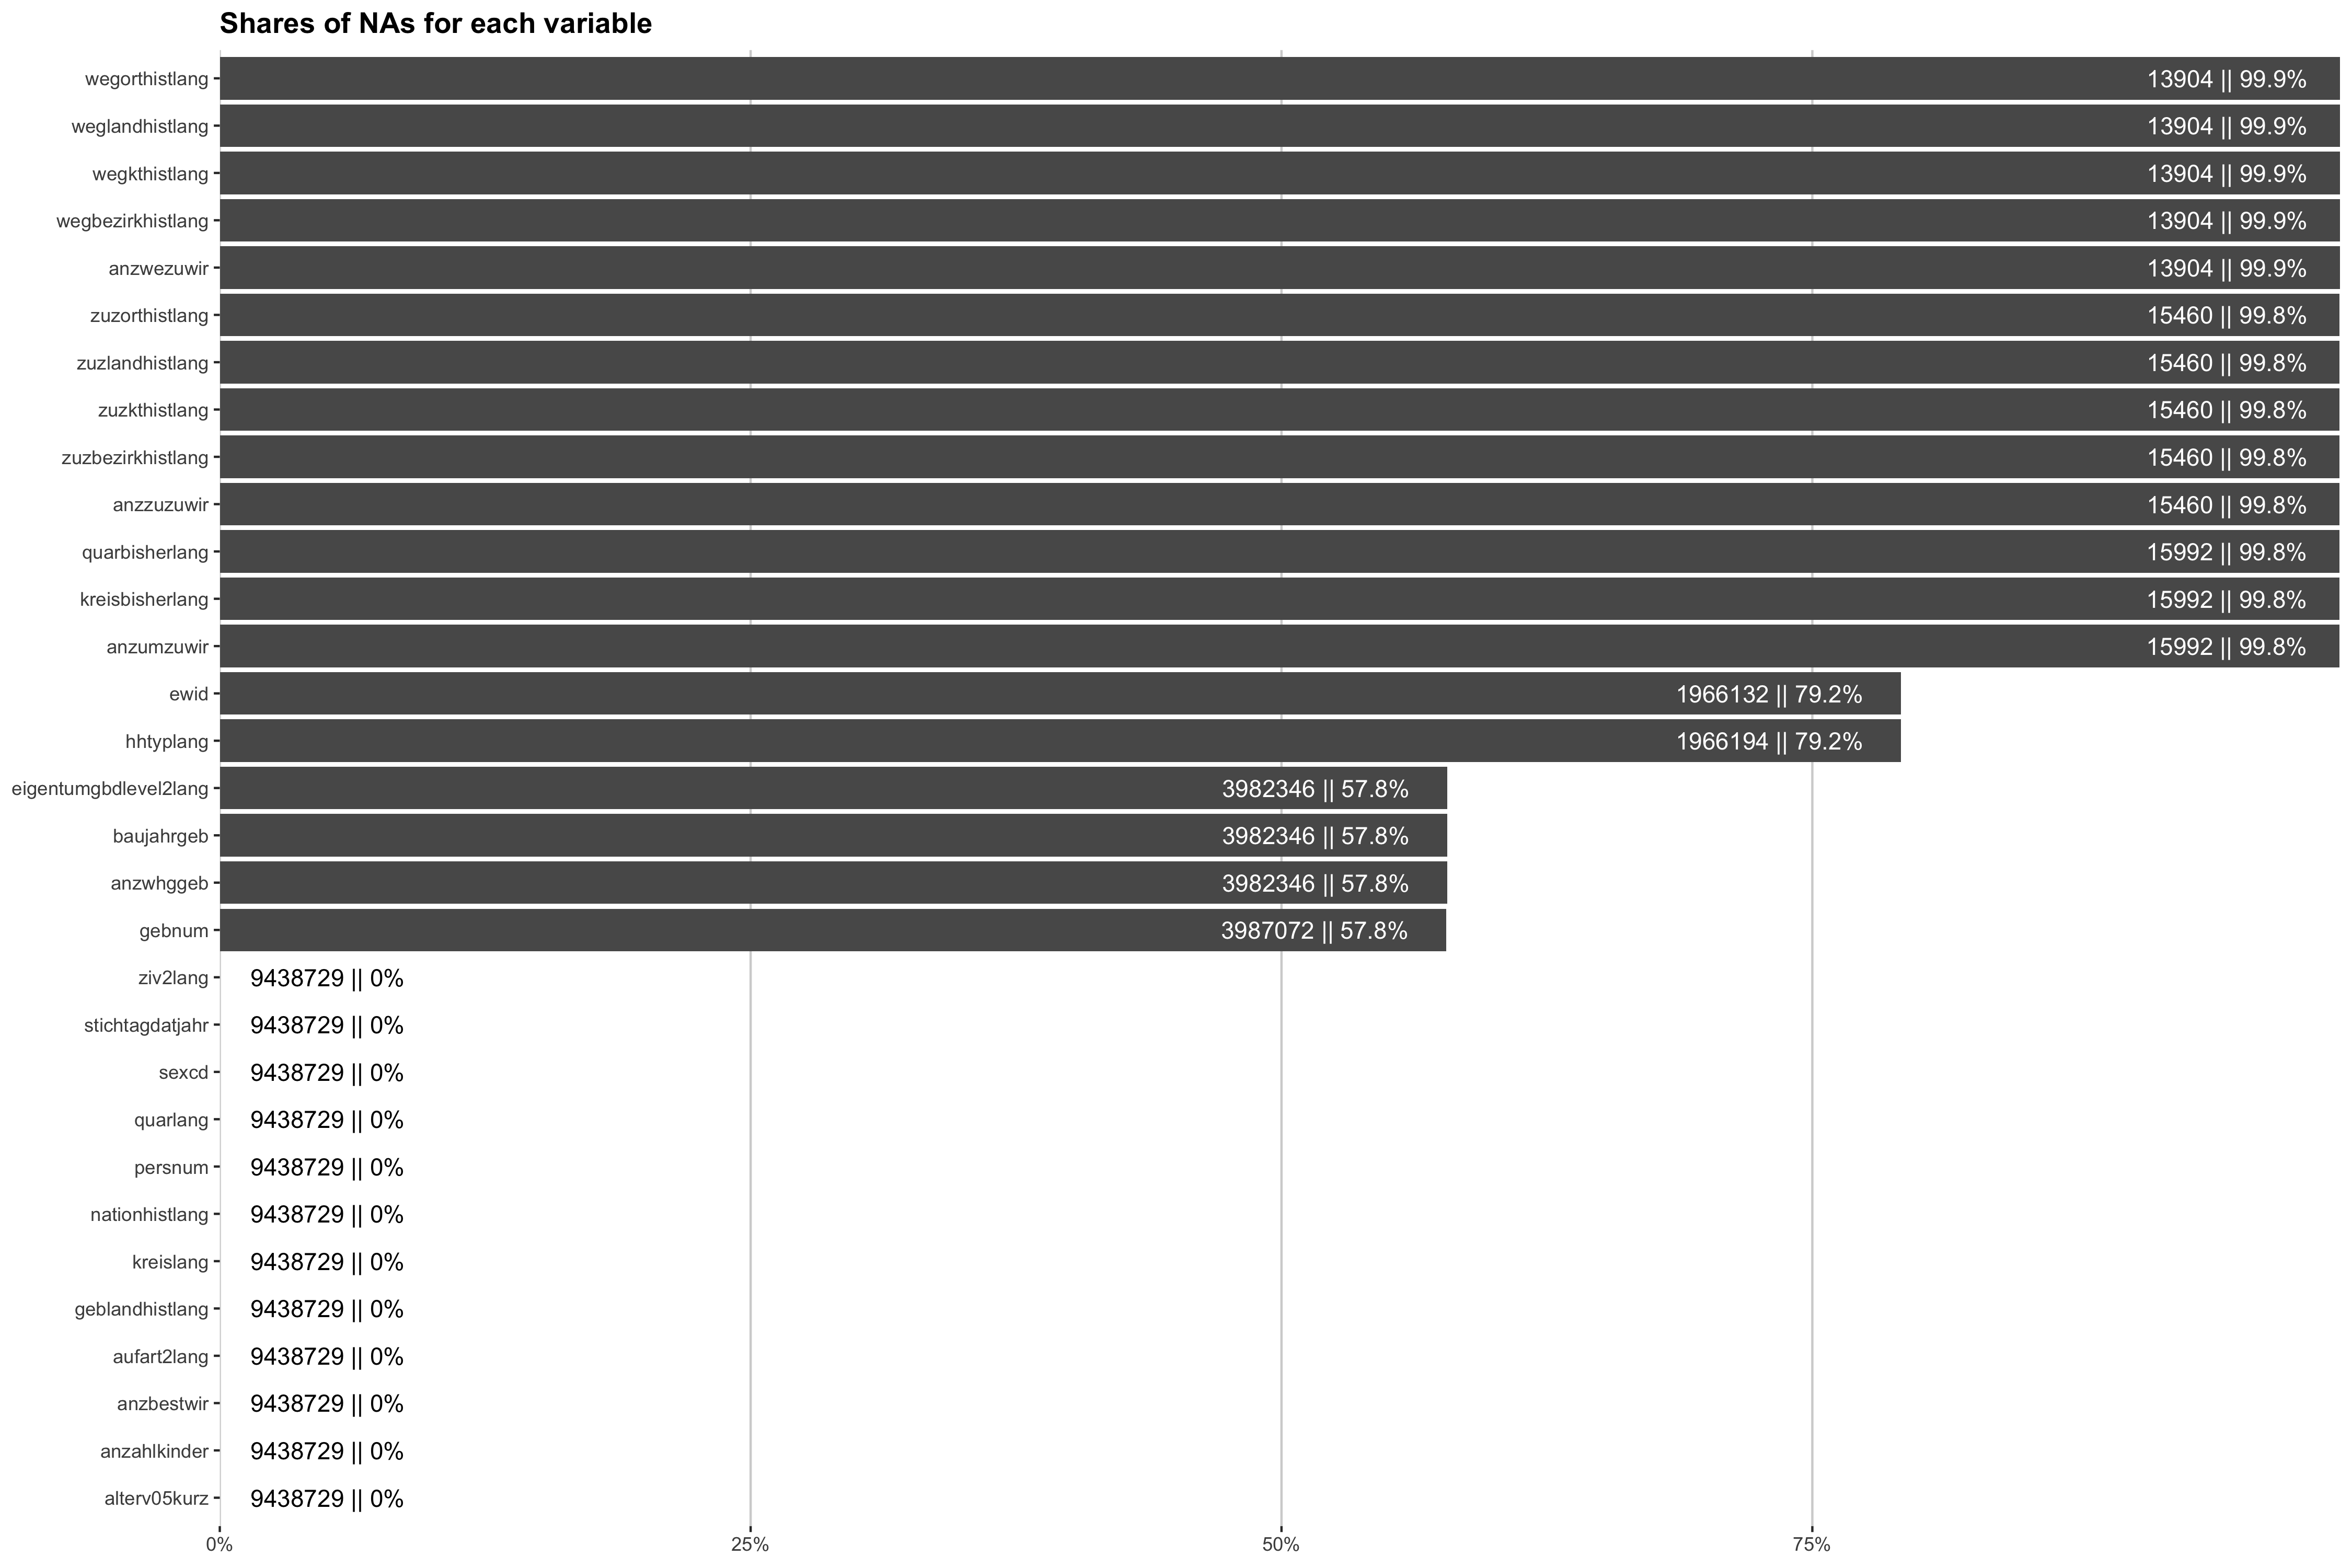 Shares of NAs for each variable
wegorthistlang 13904 || 99.9%
weglandhistlang 13904 || 99.9%
wegkthistlang 13904 || 99.9%
wegbezirkhistlang 13904 || 99.9%
anzwezuwir 13904 || 99.9%
zuzorthistlang 15460 || 99.8%
zuzlandhistlang 15460 || 99.8%
zuzkthistlang 15460 || 99.8%
zuzbezirkhistlang 15460 || 99.8%
anzzuzuwir 15460 || 99.8%
quarbisherlang 15992 || 99.8%
kreisbisherlang 15992 || 99.8%
anzumzuwir 15992 || 99.8%
ewid 1966132 || 79.2%
hhtyplang 1966194 || 79.2%
eigentumgbdlevel2lang 3982346 || 57.8%
baujahrgeb 3982346 || 57.8%
anzwhggeb 3982346 || 57.8%
gebnum 3987072 || 57.8%
ziv2lang 9438729 || 0%
stichtagdatjahr 9438729 || 0%
sexcd 9438729 || 0%
quarlang 9438729 || 0%
persnum 9438729 || 0%
nationhistlang 9438729 || 0%
kreislang 9438729 || 0%
geblandhistlang 9438729 || 0%
aufart2lang 9438729 || 0%
anzbestwir 9438729 || 0%
anzahlkinder 9438729 || 0%
alterv05kurz 9438729 || 0%
0% 25% 50% 75%